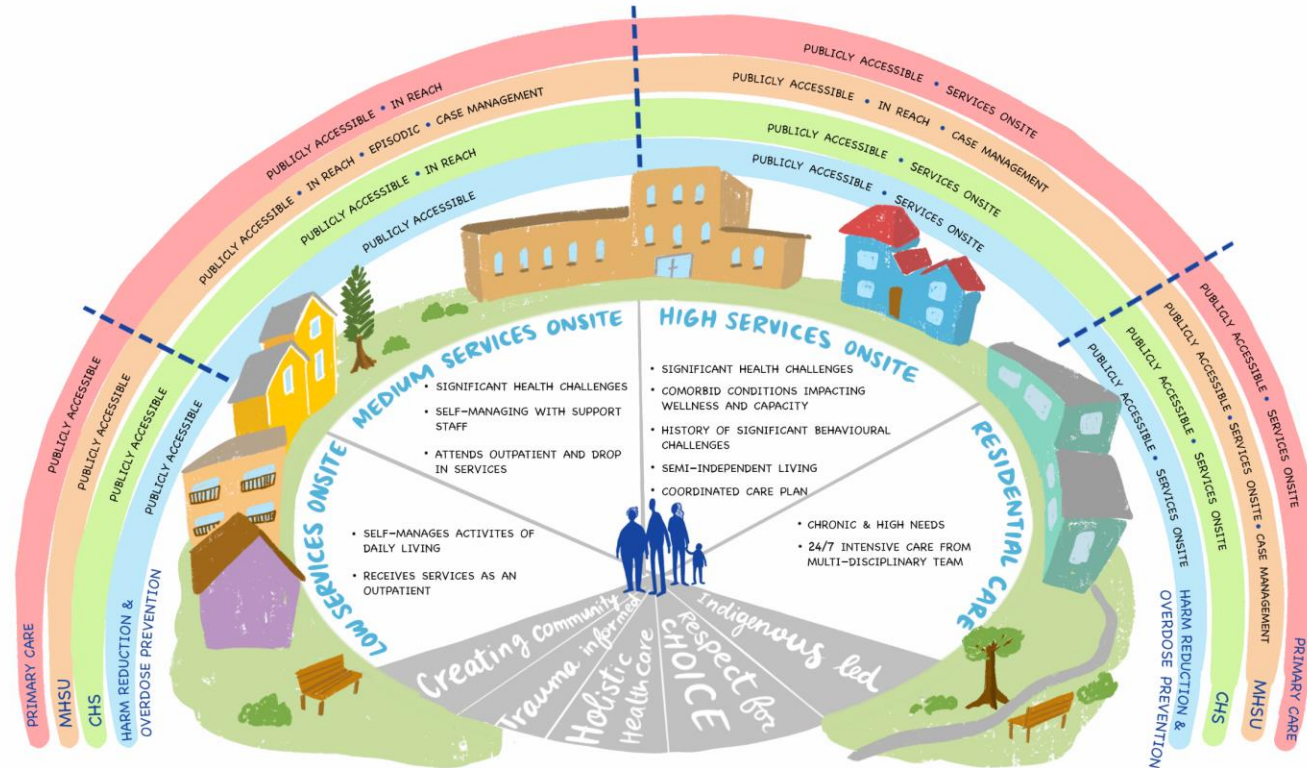 PUBLICLY ACCESSIBLE • IN REACH
PUBLICLY ACCESSIBLE • SERVICES ONSITE
PUBLICLY ACCESSIBLE • IN REACH • EPISODIC • CASE MANAGEMENT
PUBLICLY ACCESSIBLE • IN REACH • CASE MANAGEMENT
PUBLICLY ACCESSIBLE • IN REACH
PUBLICLY ACCESSIBLE • SERVICES ONSITE
PUBLICLY ACCESSIBLE
PUBLICLY ACCESSIBLE • SERVICES ONSITE
PUBLICLY ACCESSIBLE
PUBLICLY ACCESSIBLE
PUBLICLY ACCESSIBLE
PUBLICLY ACCESSIBLE
PUBLICLY ACCESSIBLE • SERVICES ONSITE
PUBLICLY ACCESSIBLE • SERVICES ONSITE • CASE MANAGEMENT
PUBLICLY ACCESSIBLE • SERVICES ONSITE
PUBLICLY ACCESSIBLE • SERVICES ONSITE
MEDIUM SERVICES ONSITE
• SIGNIFICANT HEALTH CHALLENGES
• SELF-MANAGING WITH SUPPORT
STAFF
• ATTENDS OUTPATIENT AND DROP
IN SERVICES
HIGH SERVICES ONSITE
• SIGNIFICANT HEALTH CHALLENGES
• COMORBID CONDITIONS IMPACTING
WELLNESS AND CAPACITY
• HISTORY OF SIGNIFICANT BEHAVIOURAL
CHALLENGES
• SEMI-INDEPENDENT LIVING
• COORDINATED CARE PLAN
LOW SERVICES ONSITE
• SELF-MANAGES ACTIVITES OF
DAILY LIVING
• RECEIVES SERVICES AS AN
OUTPATIENT
RESIDENTIAL CARE
• CHRONIC & HIGH NEEDS
• 24/7 INTENSIVE CARE FROM
MULTI-DISCIPLINARY TEAM
Creating Community
Trauma informed
Holistic
Healthcare
Respect for
CHOICE
Indigenous led
PRIMARY CARE
MHSU
CHS
HARM REDUCTION &
OVERDOSE PREVENTION
HARM REDUCTION &
OVERDOSE PREVENTION
CHS
MHSU
PRIMARY CARE